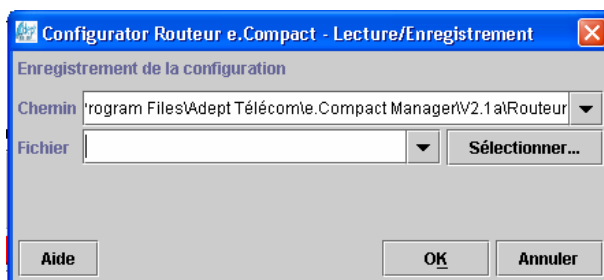 Configurator Routeur e.Compact - Lecture/Enregistrement
Enregistrement de la configuration
Chemin 'rogram Files\Adept Télécom\e.Compact Manager\V2.1a\Routeur
Fichier Sélectionner...
Aide OK Annuler